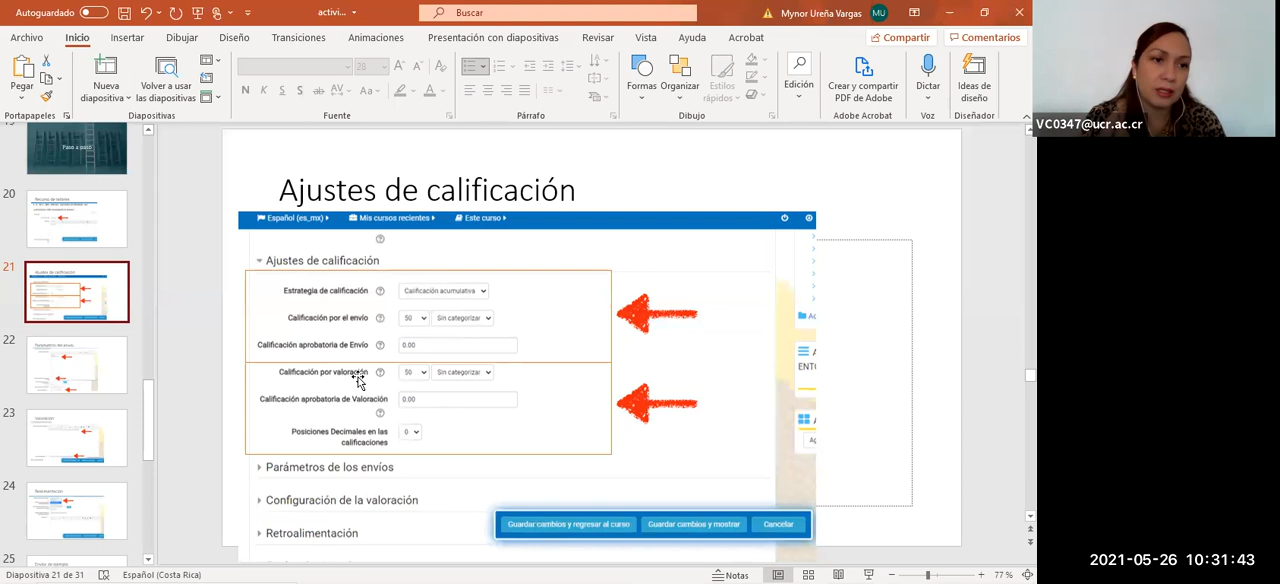 Autoguardado
activi...
Buscar
Mynor Ureña Vargas
MU
Archivo
Inicio
Insertar
Dibujar
Diseño
Transiciones
Animaciones
Presentación con diapositivas
Revisar
Vista
Ayuda
Acrobat
Compartir
Comentarios
28
Pegar
Nueva diapositiva
Volver a usar las diapositivas
Formas
Organizar
Estilos rápidos
Edición
Crear y compartir PDF de Adobe
Dictar
Ideas de diseño
N K S S ab AV Aa A
Portapapeles
Diapositivas
Fuente
Párrafo
Dibujo
Adobe Acrobat
Voz
Diseñador
VC0347@ucr.ac.cr
Paso a paso
20
21
22
23
24
25
Ajustes de calificación
Español (es_mx)
Mis cursos recientes
Este curso
Ajustes de calificación
Estrategia de calificación
Calificación acumulativa
Calificación por el envío
50
Sin categorizar
Calificación aprobatoria de Envío
0.00
Calificación por valoración
50
Sin categorizar
Calificación aprobatoria de Valoración
0.00
Posiciones Decimales en las
calificaciones
0
Parámetros de los envíos
Configuración de la valoración
Retroalimentación
Guardar cambios y regresar al curso
Guardar cambios y mostrar
Cancelar
2021-05-26 10:31:43
Diapositiva 21 de 31
Español (Costa Rica)
Notas
77 %